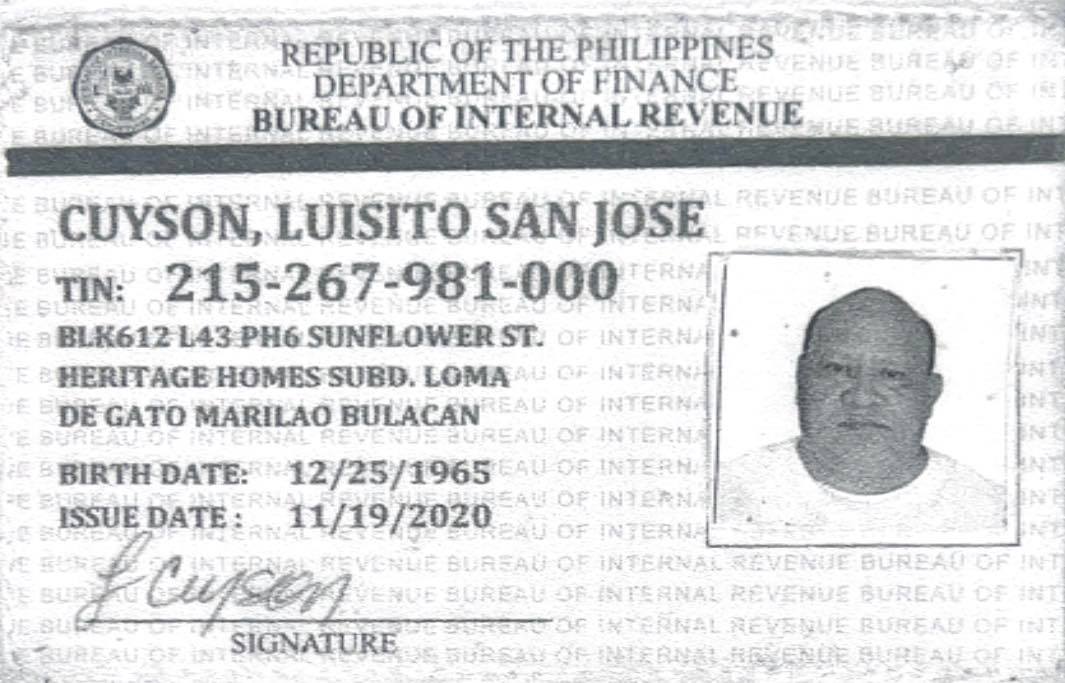 REPUBLIC OF THE PHILIPPINES
DEPARTMENT OF FINANCE
BUREAU OF INTERNAL REVENUE
CUYSON, LUISITO SAN JOSE
TIN: 215-267-981-000
BLK612 L43 PH6 SUNFLOWER ST.
HERITAGE HOMES SUBD. LOMA
DE GATO MARILAO BULACAN
BIRTH DATE: 12/25/1965
ISSUE DATE : 11/19/2020
Cuyson
SIGNATURE